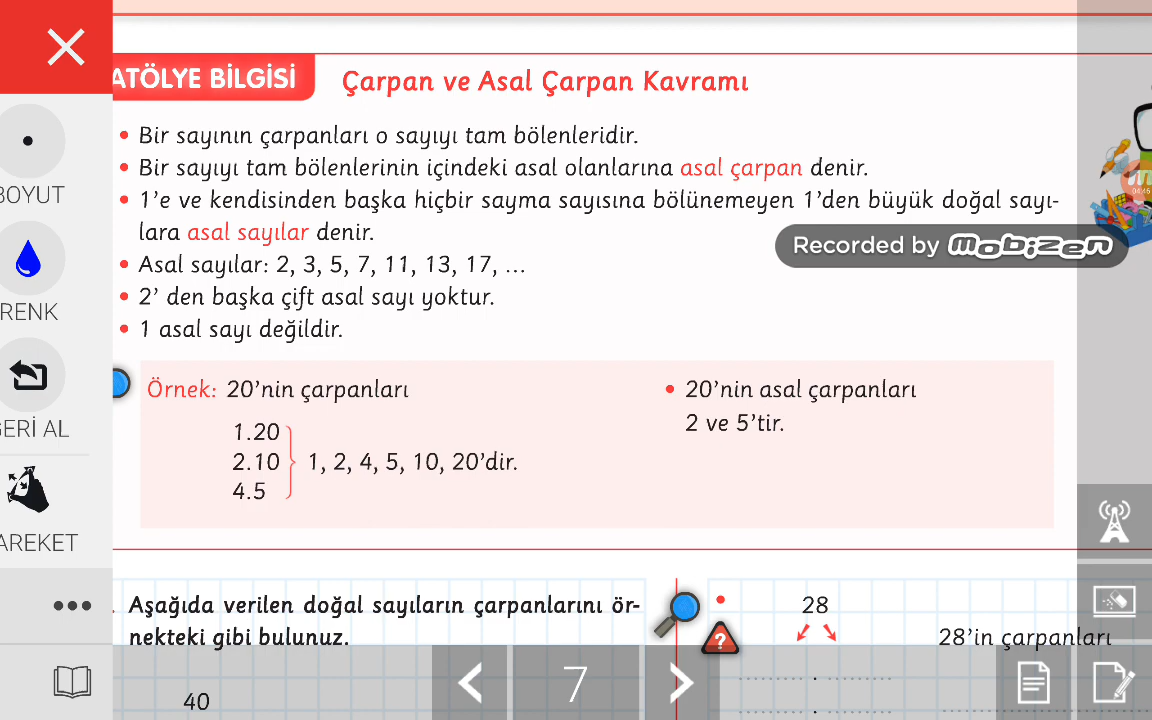 ATÖLYE BİLGİSİ
Çarpan ve Asal Çarpan Kavramı
• Bir sayının çarpanları o sayıyı tam bölenleridir.
• Bir sayıyı tam bölenlerinin içindeki asal olanlarına asal çarpan denir.
• 1'e ve kendisinden başka hiçbir sayma sayısına bölünemeyen 1'den büyük doğal sayı-
lara asal sayılar denir.
• Asal sayılar: 2, 3, 5, 7, 11, 13, 17, ...
• 2' den başka çift asal sayı yoktur.
• 1 asal sayı değildir.
Recorded by mobizen
04:46
BOYUT
RENK
GERİ AL
AREKET
Örnek: 20'nin çarpanları
1.20
2.10
4.5
1, 2, 4, 5, 10, 20'dir.
• 20'nin asal çarpanları
2 ve 5'tir.
Aşağıda verilen doğal sayıların çarpanlarını ör-
nekteki gibi bulunuz.
40
• 28
28'in çarpanları
?
7